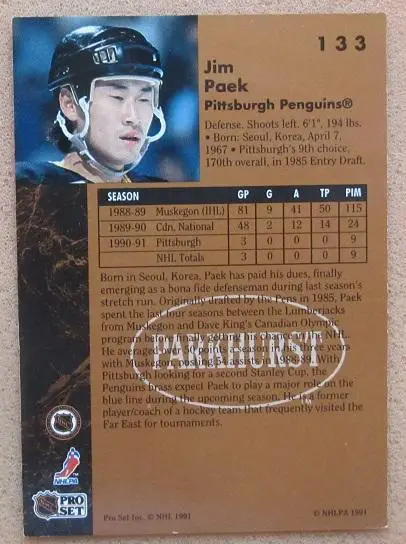 133
Jim
Paek
Pittsburgh Penguins®
Defense. Shoots left. 6'1", 194 lbs.
• Born: Seoul, Korea, April 7,
1967 • Pittsburgh's 9th choice,
170th overall, in 1985 Entry Draft.
SEASON GP G A TP PIM
1988-89 Muskegon (IHL) 81 9 41 50 115
1989-90 Cdn. National 48 2 12 14 24
1990-91 Pittsburgh 3 0 0 0 9
NHL Totals 3 0 0 0 9
Born in Seoul, Korea, Paek has paid his dues, finally
emerging as a bona fide defenseman during last season's
stretch run. Originally drafted by the Pens in 1985, Paek
spent the last four seasons between the Lumberjacks
from Muskegon and Dave King's Canadian Olympic
program before finally getting his chance in NHL.
He averaged 50 points a season in his three years
with Muskegon, posting 54 in 1988-89. With
Pittsburgh looking for a second Stanley Cup, the
Penguins brass expect Paek to play a major role on the
blue line during the upcoming season. He is a former
player/coach of a hockey team that frequently visited the
Far East for tournaments.
PARKHURST
NHL
NHLPA ™
NHL PRO
SET
Pro Set Inc. © NHL 1991
© NHLPA 1991